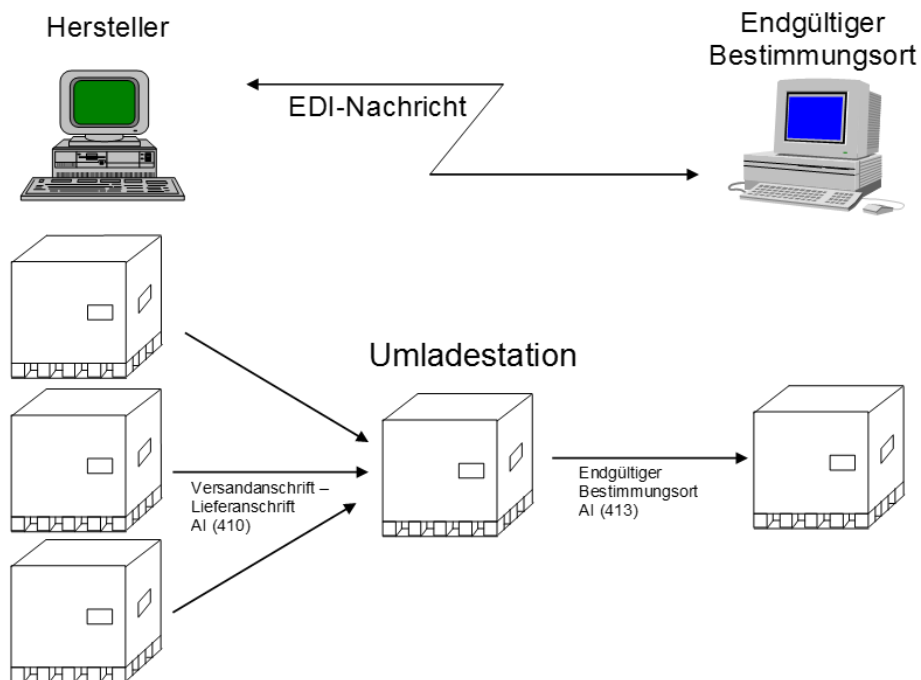 Hersteller
Endgültiger
Bestimmungsort
EDI-Nachricht
Umladestation
Versandanschrift –
Lieferanschrift
AI (410)
Endgültiger
Bestimmungsort
AI (413)